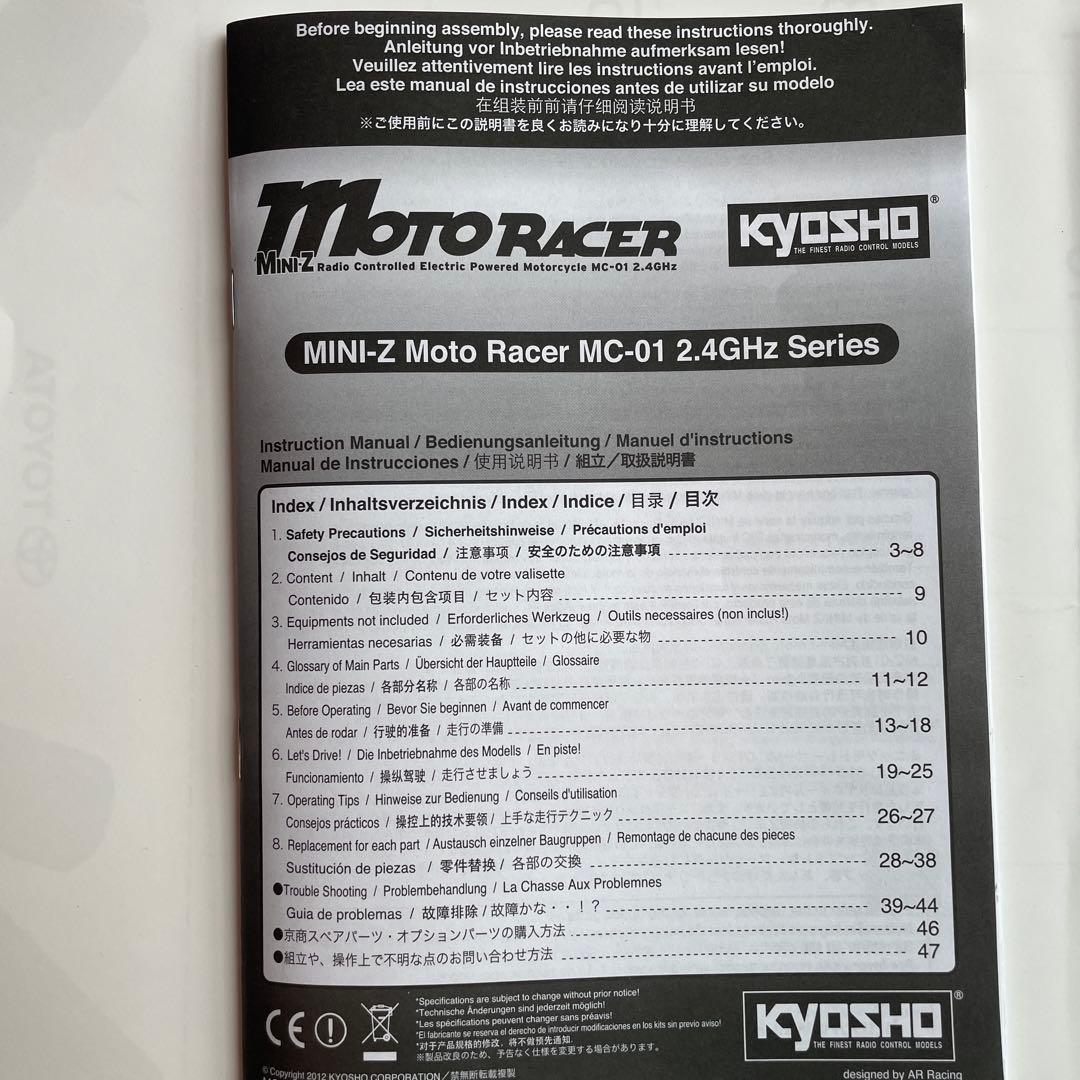 Before beginning assembly, please read these instructions thoroughly.
Anleitung vor Inbetriebnahme aufmerksam lesen!
Veuillez attentivement lire les instructions avant l'emploi.
Lea este manual de instrucciones antes de utilizar su modelo
在组装前前请仔细阅读说明书
※ご使用前にこの説明書を良くお読みになり十分に理解してください。
MOTO RACER
MINI-Z Radio Controlled Electric Powered Motorcycle MC-01 2.4GHz
KYOSHO®
THE FINEST RADIO CONTROL MODELS
MINI-Z Moto Racer MC-01 2.4GHz Series
Instruction Manual / Bedienungsanleitung / Manuel d'instructions
Manual de Instrucciones / 使用说明书 / 組立／取扱説明書
Index / Inhaltsverzeichnis / Index / Indice / 目录 / 目次
1. Safety Precautions / Sicherheitshinweise / Précautions d'emploi
Consejos de Seguridad / 注意事项 / 安全のための注意事項 3~8
2. Content / Inhalt / Contenu de votre valisette
Contenido / 包装内包含项目 / セット内容 9
3. Equipments not included / Erforderliches Werkzeug / Outils necessaires (non inclus!)
Herramientas necesarias / 必需装备 / セットの他に必要な物 10
4. Glossary of Main Parts / Übersicht der Hauptteile / Glossaire
Indice de piezas / 各部分名称 / 各部の名称 11~12
5. Before Operating / Bevor Sie beginnen / Avant de commencer
Antes de rodar / 行驶的准备 / 走行の準備 13~18
6. Let's Drive! / Die Inbetriebnahme des Modells / En piste!
Funcionamiento / 操纵驾驶 / 走行させましょう 19~25
7. Operating Tips / Hinweise zur Bedienung / Conseils d'utilisation
Consejos prácticos / 操控上的技术要领 / 上手な走行テクニック 26~27
8. Replacement for each part / Austausch einzelner Baugruppen / Remontage de chacune des pieces
Sustitución de piezas / 零件替换 / 各部の交換 28~38
●Trouble Shooting / Problembehandlung / La Chasse Aux Problemnes
Guia de problemas / 故障排除 / 故障かな・・！？ 39~44
●京商スペアパーツ・オプションパーツの購入方法 46
●組立や、操作上で不明な点のお問い合わせ方法 47
CE
*Specifications are subject to change without prior notice!
*Technische Änderungen sind jederzeit möglich!
*Les spécifications peuvent changer sans préavis!
*El fabricante se reserva el derecho de introducir modificaciones en los kits sin previo aviso!
*对于产品规格的修改，将不做预先通知.
※製品改良のため、予告なく仕様を変更する場合があります。
KYOSHO®
THE FINEST RADIO CONTROL MODELS
© Copyright 2012 KYOSHO CORPORATION／禁無断転載複製
designed by AR Racing
TOYOTA